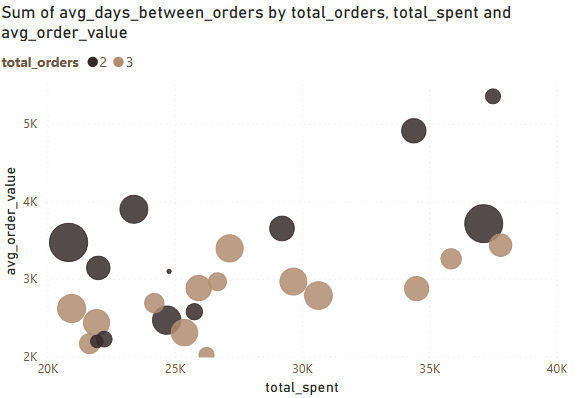 Sum of avg_days_between_orders by total_orders, total_spent and
avg_order_value
total_orders 2 3
5K
4K
3K
2K
avg_order_value
20K 25K 30K 35K 40K
total_spent